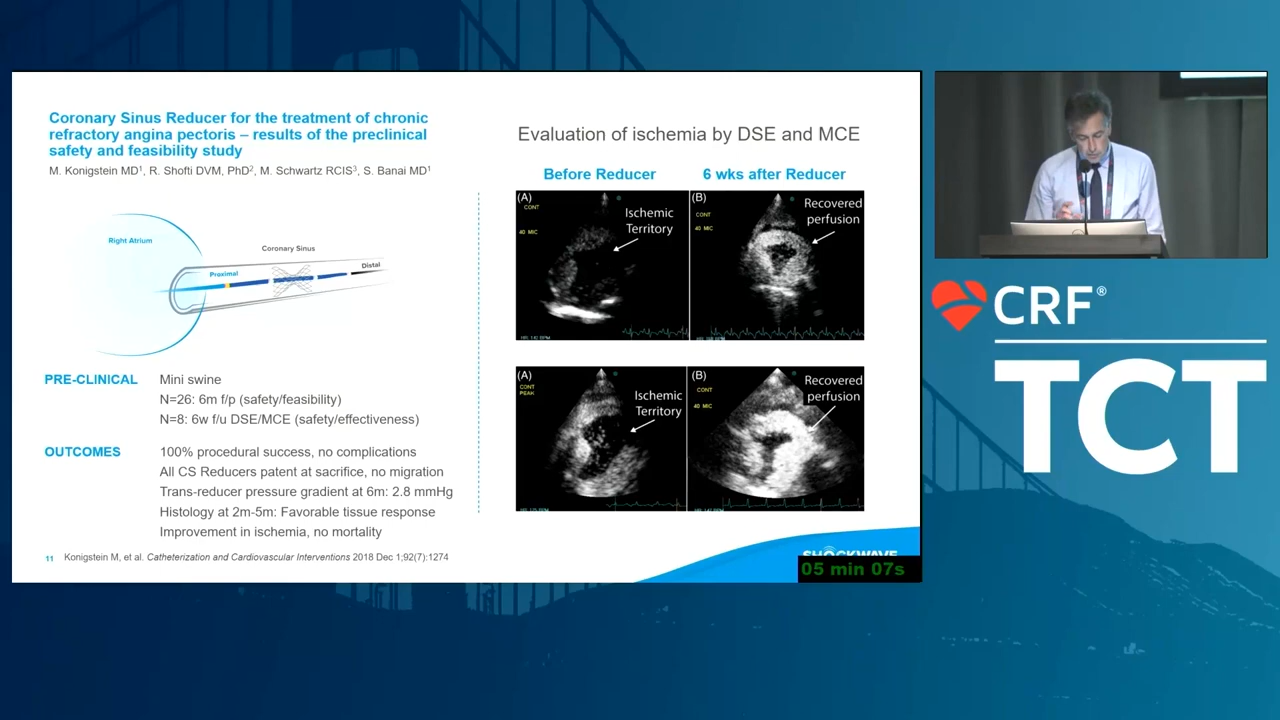 Coronary Sinus Reducer for the treatment of chronic
refractory angina pectoris – results of the preclinical
safety and feasibility study
M. Konigstein MD¹, R. Shofti DVM, PhD², M. Schwartz RCIS³, S. Banai MD¹
Right Atrium
Coronary Sinus
Proximal
Distal
PRE-CLINICAL
Mini swine
N=26: 6m f/p (safety/feasibility)
N=8: 6w f/u DSE/MCE (safety/effectiveness)
OUTCOMES
100% procedural success, no complications
All CS Reducers patent at sacrifice, no migration
Trans-reducer pressure gradient at 6m: 2.8 mmHg
Histology at 2m-5m: Favorable tissue response
Improvement in ischemia, no mortality
11 Konigstein M, et al. Catheterization and Cardiovascular Interventions 2018 Dec 1;92(7):1274
Evaluation of ischemia by DSE and MCE
Before Reducer
6 wks after Reducer
(A)
CONT
40 MIC
Ischemic
Territory
(B)
CONT
40 MIC
Recovered
perfusion
(A)
CONT
PEAK
Ischemic
Territory
(B)
CONT
40 MIC
Recovered
perfusion
SHOCKWAVE
05 min 07s
CRF®
TCT